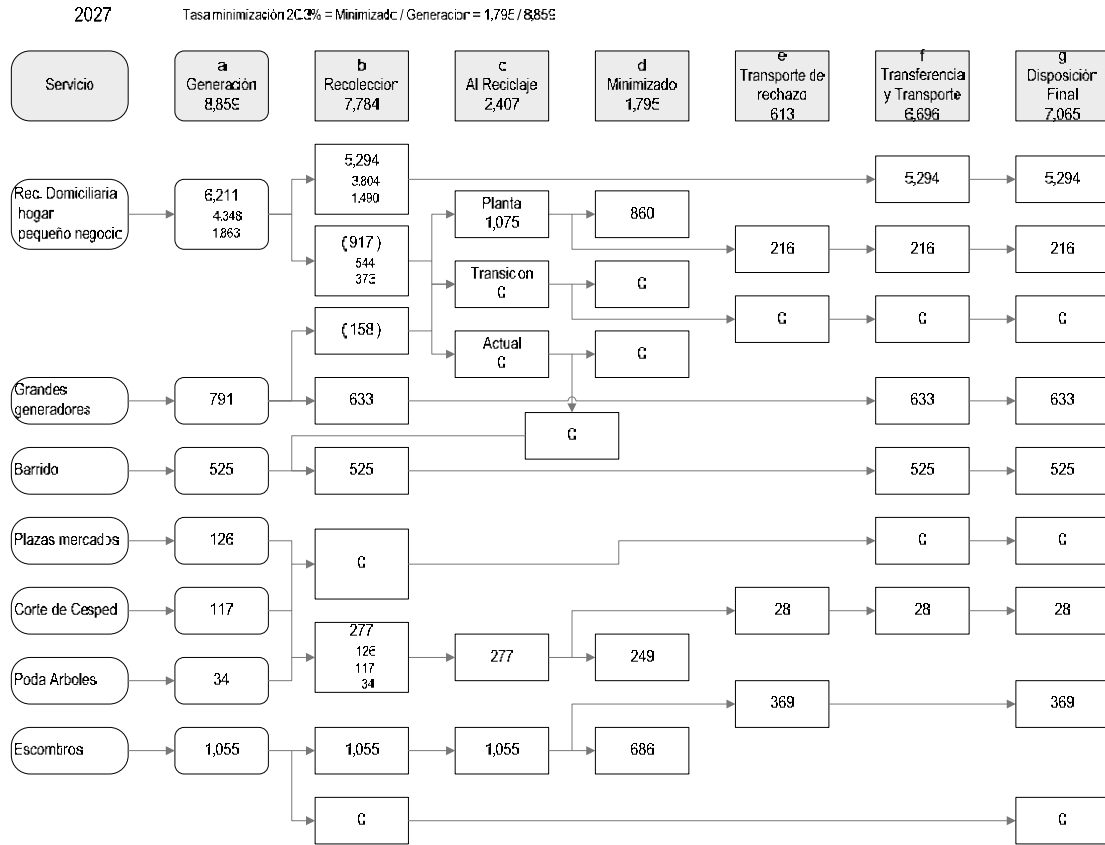 2027
Tasa minimización 20.3% = Minimizado / Generacion = 1,795 / 8,859
Servicio
a
Generación
8,859
b
Recoleccion
7,784
c
Al Reciclaje
2,407
d
Minimizado
1,795
e
Transporte de
rechazo
613
f
Transferencia
y Transporte
6,696
g
Disposición
Final
7,065
Rec. Domiciliaria
hogar
pequeño negocio
6,211
4,348
1,863
5,294
3,804
1,490
5,294
5,294
(917)
544
373
Planta
1,075
860
216
216
216
Transicion
0
0
0
0
0
(158)
Actual
0
0
Grandes
generadores
791
633
633
633
0
Barrido
525
525
525
525
Plazas mercados
126
0
0
0
Corte de Cesped
117
28
28
28
277
126
117
34
277
249
Poda Arboles
34
369
369
Escombros
1,055
1,055
1,055
686
0
0